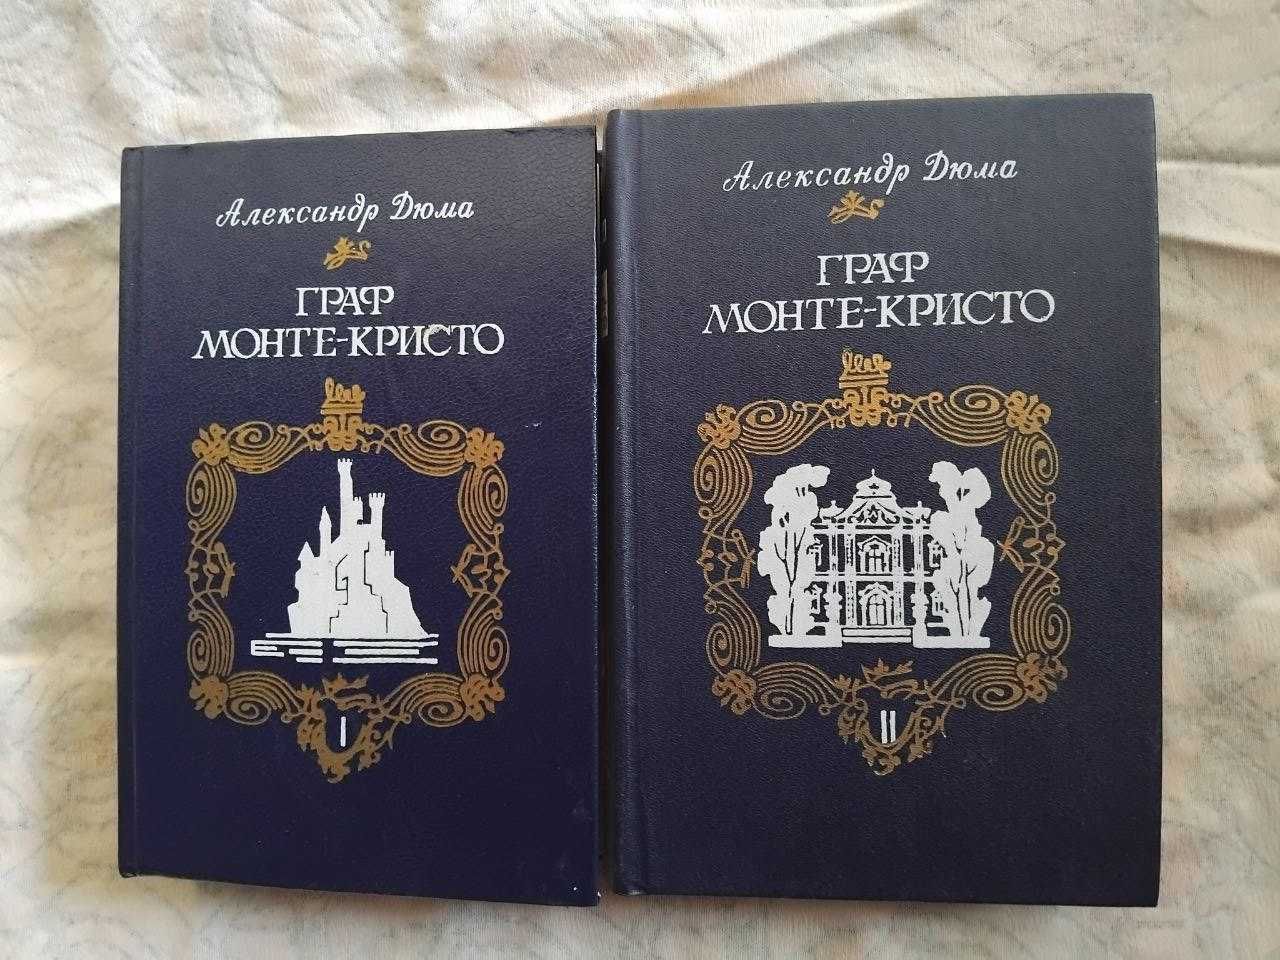 Александр Дюма
ГРАФ
МОНТЕ-КРИСТО
I
Александр Дюма
ГРАФ
МОНТЕ-КРИСТО
II